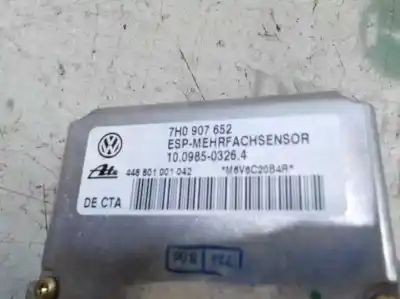 7H0 907 652
ESP-MEHRFACHSENSOR
10.0985-0326.4
Ate 448 801 001 042 *M6V6C20B4R*
DE CTA